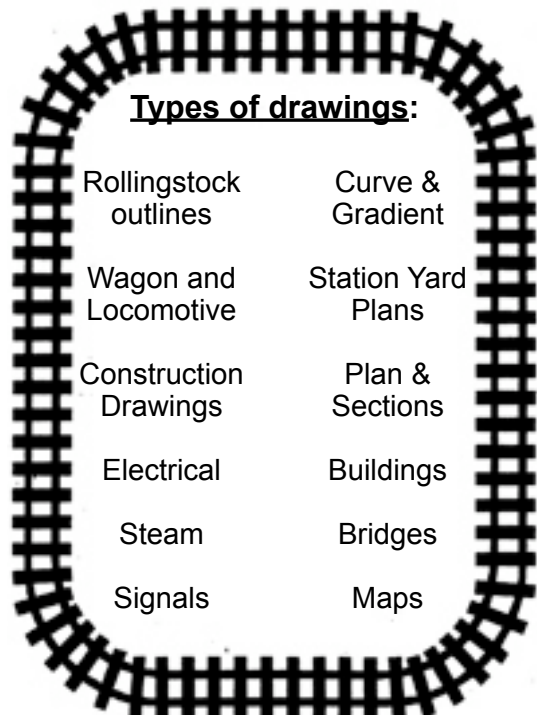 Types of drawings:
Rollingstock
outlines
Wagon and
Locomotive
Construction
Drawings
Electrical
Steam
Signals
Curve &
Gradient
Station Yard
Plans
Plan &
Sections
Buildings
Bridges
Maps